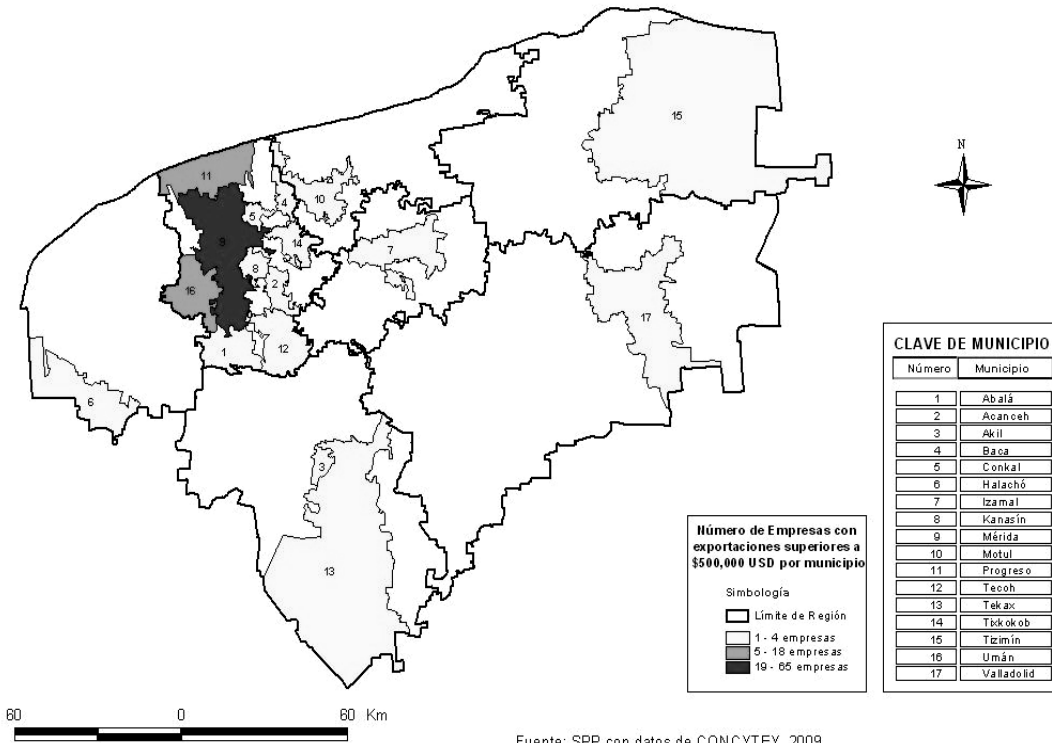 N
15
11
10
4
5
9
14
7
8
2
16
17
1
12
6
3
13
CLAVE DE MUNICIPIO
Número Municipio
1 Abalá
2 Acanceh
3 Akil
4 Baca
5 Conkal
6 Halachó
7 Izamal
8 Kanasín
9 Mérida
10 Motul
11 Progreso
12 Tecoh
13 Tekax
14 Tixkokob
15 Tizimín
16 Umán
17 Valladolid
Número de Empresas con
exportaciones superiores a
$500,000 USD por municipio
Simbología
Límite de Región
1 - 4 empresas
5 - 18 empresas
19 - 65 empresas
60 0 60 Km
Fuente: SPP con datos de CONCYTEY, 2009